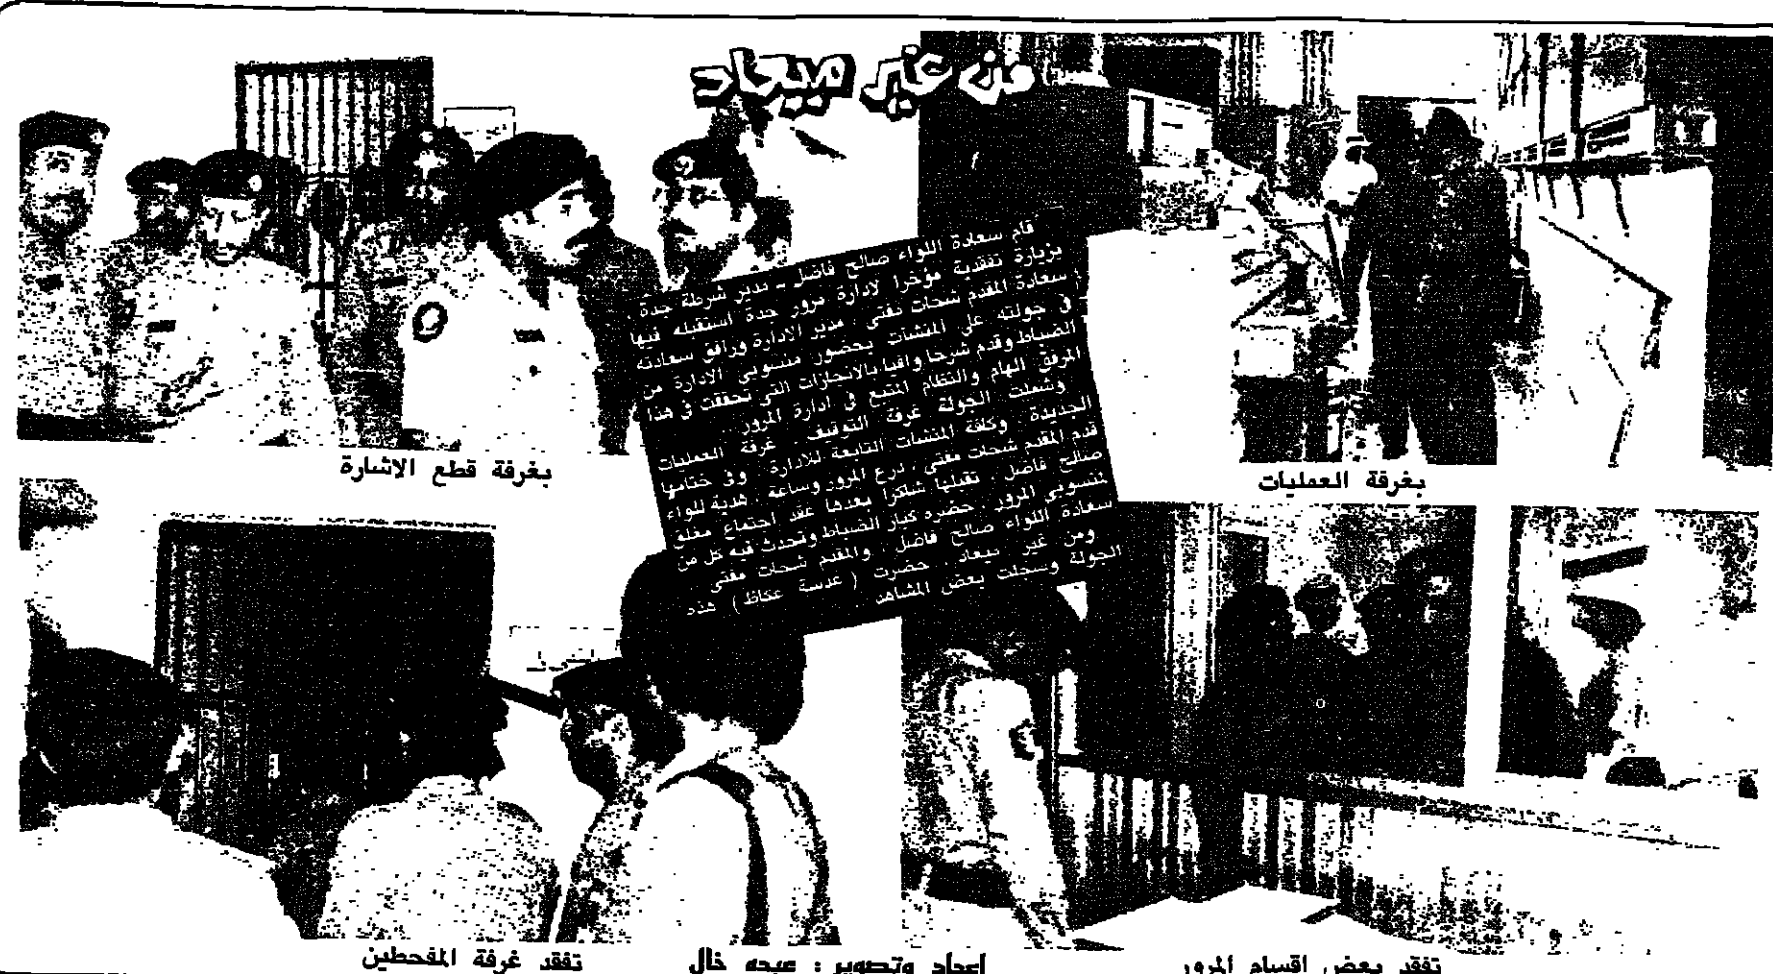 من غير ميعاد
قام سعادة اللواء صالح فاضل ـ مدير شرطة جدة
بزيارة تفقدية مؤخرا لادارة مرور جدة استقبله فيها
سعادة المقدم شحات مفتي . مدير الادارة ورافق سعادته
في جولته على المنشآت بحضور منسوبي الادارة من
الضباط وقدم شرحا وافيا بالانجازات التي تحققت في هذا
المرفق الهام والنظام المتبع في ادارة المرور .
وشملت الجولة غرفة التوقيف . غرفة العمليات
الجديدة . وكافة المنشآت التابعة للادارة . وفي ختامها
قدم المقدم شحات مفتي . درع المرور وساعة . هدية للواء
صالح فاضل . تقبلها شاكرا بعدها عقد اجتماع مغلق
لمنسوبي المرور . حضره كبار الضباط وتحدث فيه كل من
سعادة اللواء صالح فاضل . والمقدم شحات مفتي
ومن غير ميعاد . حضرت ( عدسة عكاظ ) هذه
الجولة وسجلت بعض المشاهد .
بغرفة قطع الاشارة
بغرفة العمليات
تفقد غرفة المفحطين
اعداد وتصوير : عبده خال
تفقد بعض اقسام المرور